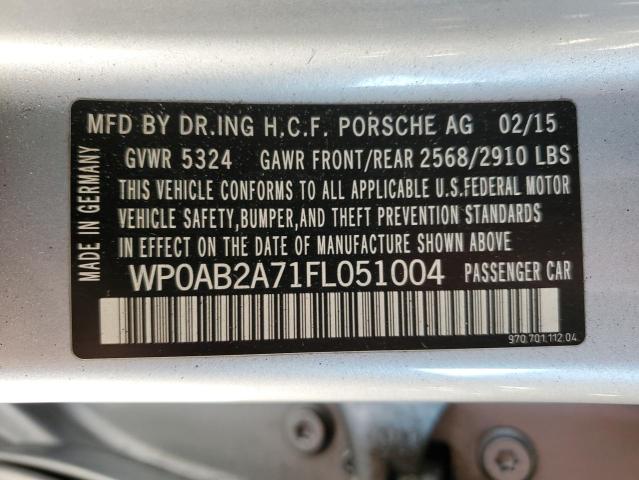 MFD BY DR.ING H.C.F. PORSCHE AG 02/15
GVWR 5324 GAWR FRONT/REAR 2568/2910 LBS
THIS VEHICLE CONFORMS TO ALL APPLICABLE U.S.FEDERAL MOTOR
VEHICLE SAFETY,BUMPER,AND THEFT PREVENTION STANDARDS
IN EFFECT ON THE DATE OF MANUFACTURE SHOWN ABOVE
WP0AB2A71FL051004 PASSENGER CAR
970.701.112.04
MADE IN GERMANY